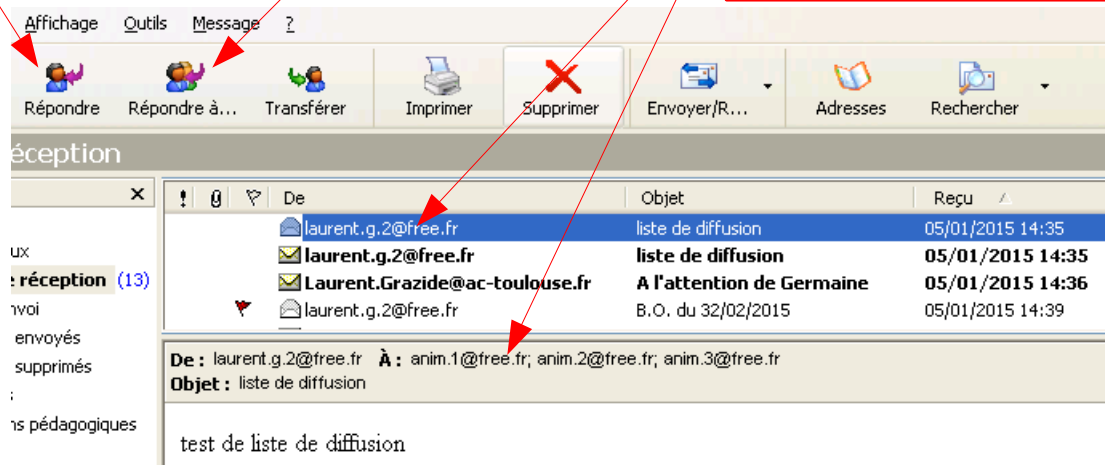 Affichage Outils Message ?
Répondre Répondre à... Transférer Imprimer Supprimer Envoyer/R... Adresses Rechercher
éception
! De Objet Reçu
laurent.g.2@free.fr liste de diffusion 05/01/2015 14:35
laurent.g.2@free.fr liste de diffusion 05/01/2015 14:35
Laurent.Grazide@ac-toulouse.fr A l'attention de Germaine 05/01/2015 14:36
laurent.g.2@free.fr B.O. du 32/02/2015 05/01/2015 14:39
ux
réception (13)
nvoi
envoyés
supprimés
ns pédagogiques
De : laurent.g.2@free.fr À : anim.1@free.fr; anim.2@free.fr; anim.3@free.fr
Objet : liste de diffusion
test de liste de diffusion